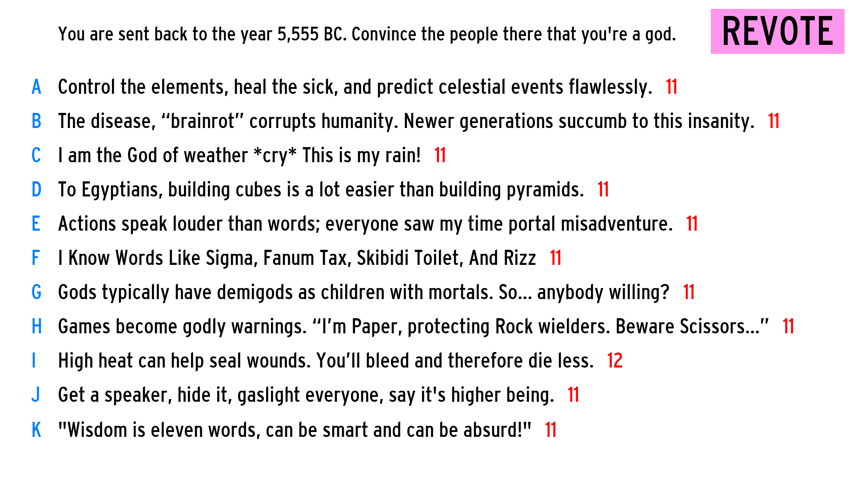 You are sent back to the year 5,555 BC. Convince the people there that you're a god.
REVOTE
A Control the elements, heal the sick, and predict celestial events flawlessly. 11
B The disease, “brainrot” corrupts humanity. Newer generations succumb to this insanity. 11
C I am the God of weather *cry* This is my rain! 11
D To Egyptians, building cubes is a lot easier than building pyramids. 11
E Actions speak louder than words; everyone saw my time portal misadventure. 11
F I Know Words Like Sigma, Fanum Tax, Skibidi Toilet, And Rizz 11
G Gods typically have demigods as children with mortals. So... anybody willing? 11
H Games become godly warnings. “I’m Paper, protecting Rock wielders. Beware Scissors...” 11
I High heat can help seal wounds. You’ll bleed and therefore die less. 12
J Get a speaker, hide it, gaslight everyone, say it's higher being. 11
K "Wisdom is eleven words, can be smart and can be absurd!" 11